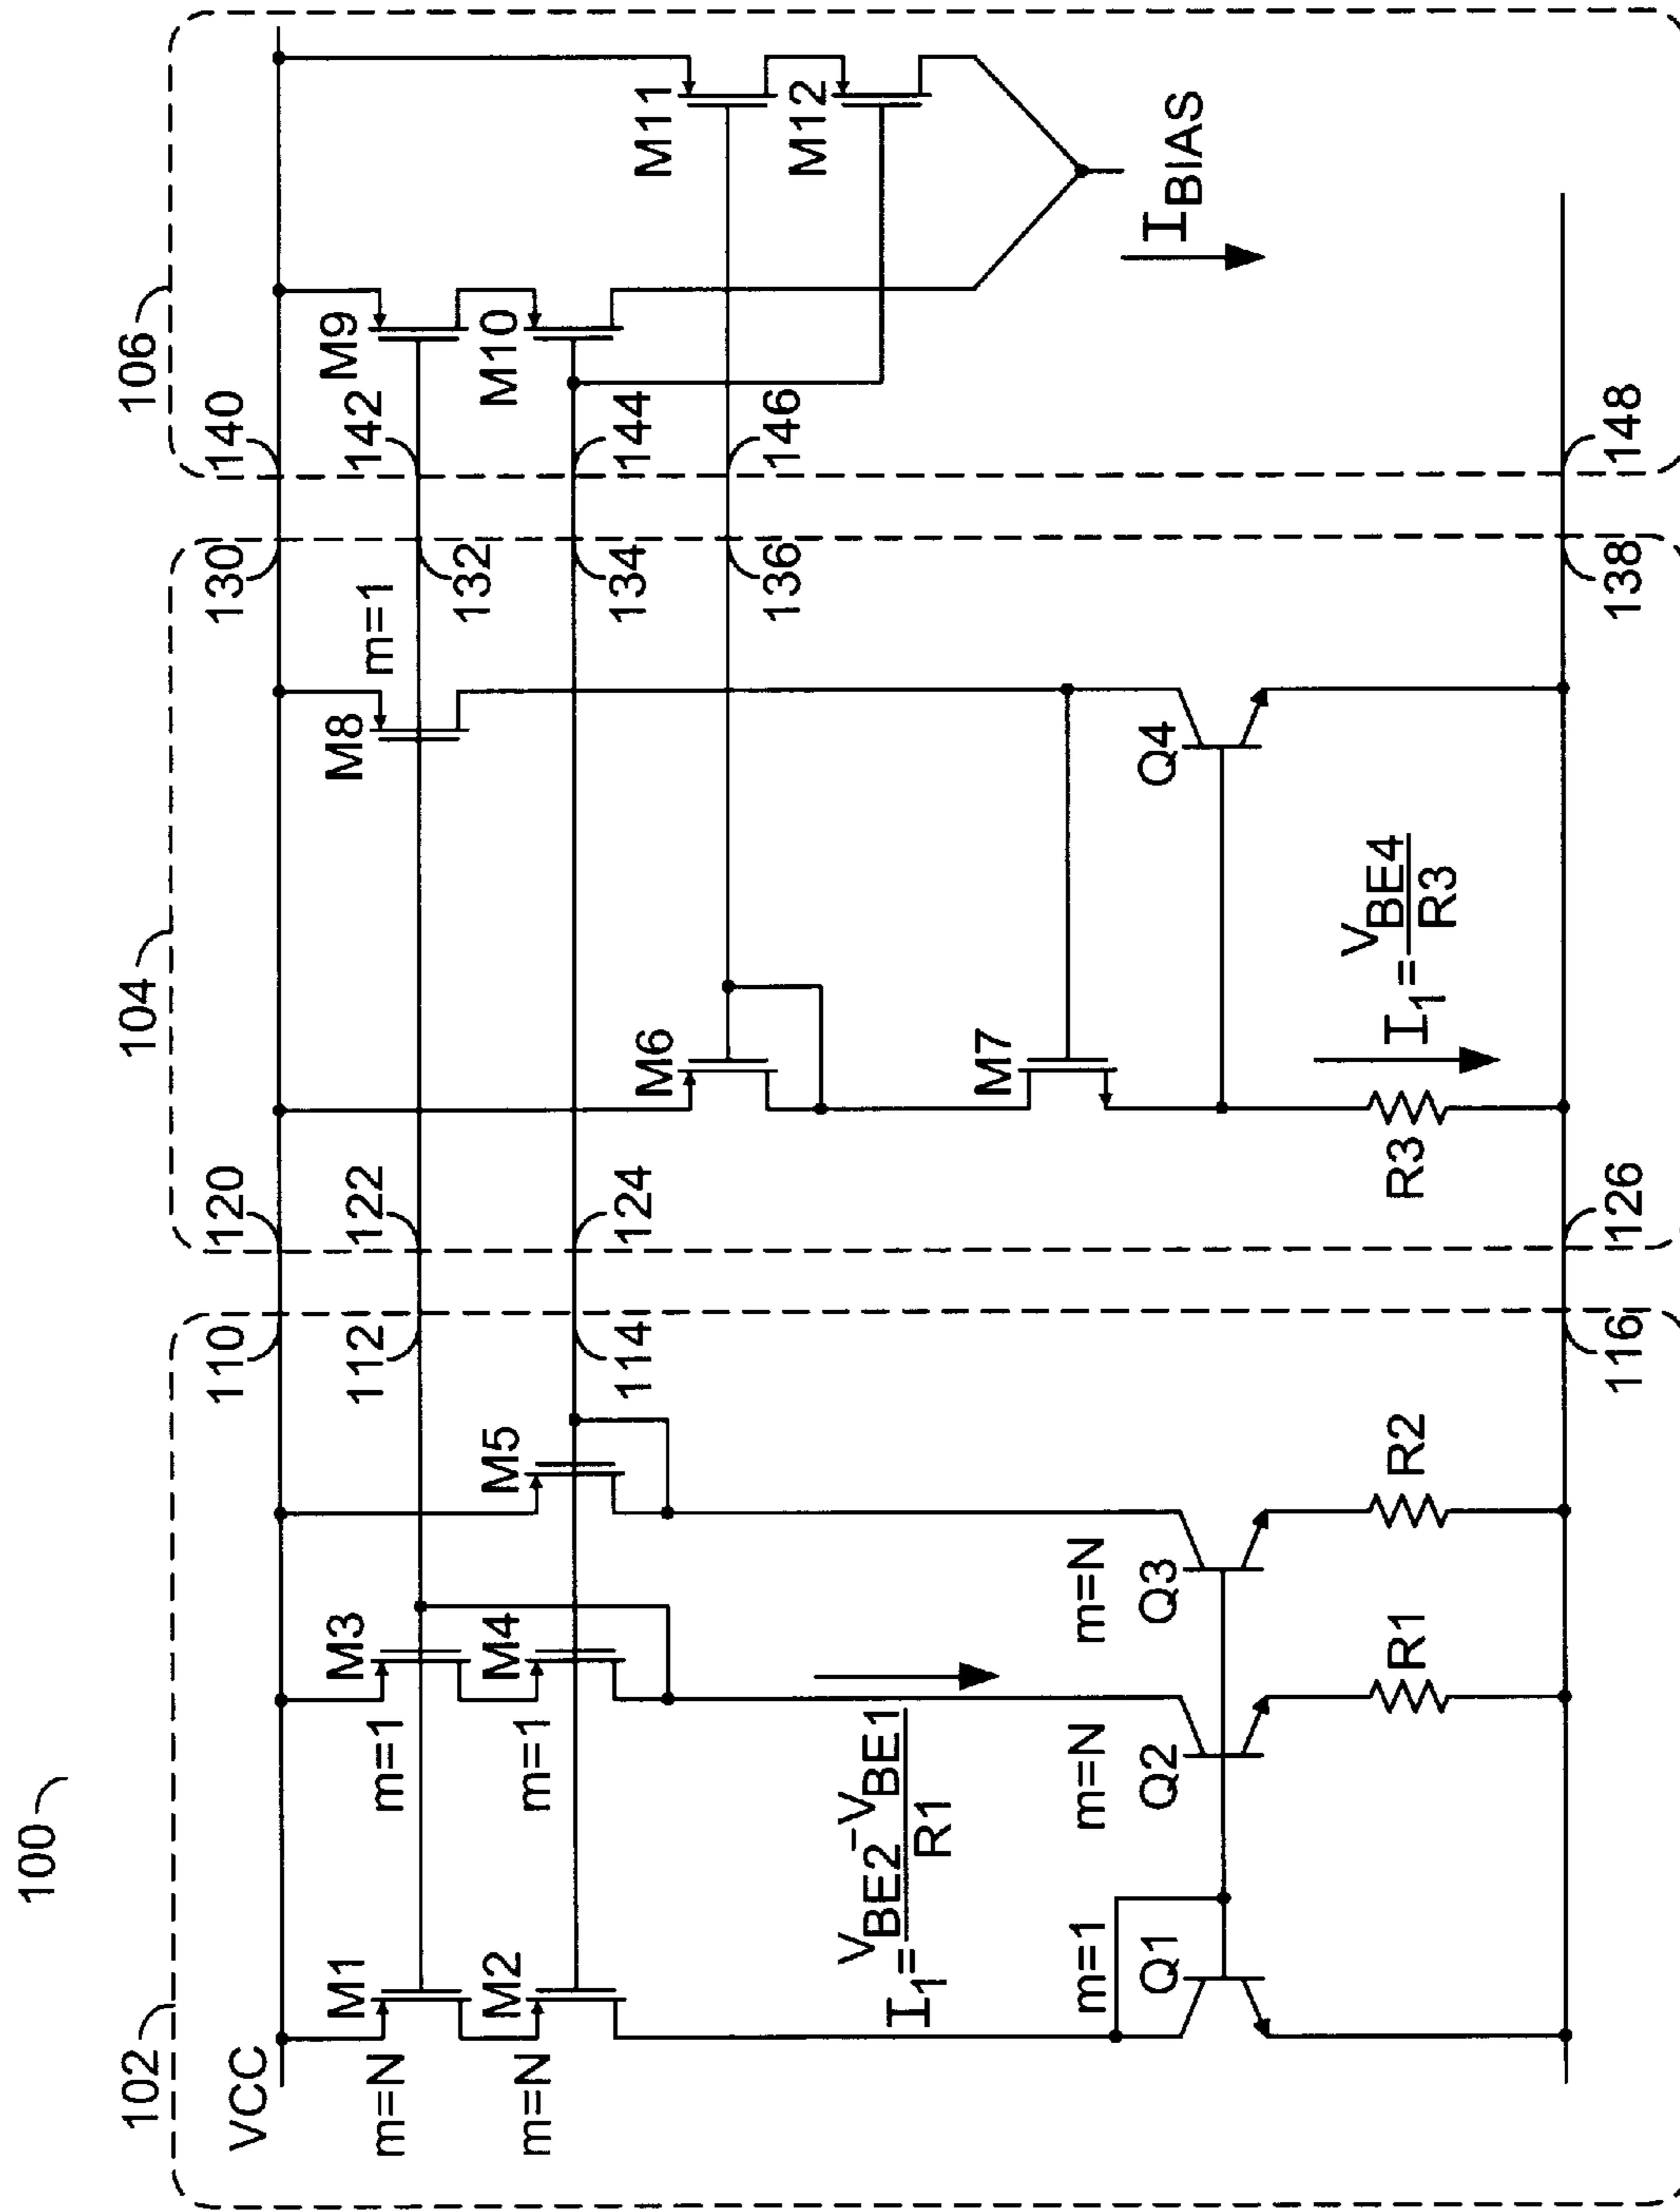 100
102
104
106
VCC
110
120
130
140
m=N
M1
m=1
M3
112
122
M8
m=1
132
142
M9
m=N
M2
m=1
M4
M5
114
124
134
144
M10
M6
136
146
M11
M12
I1=VBE2-VBE1/R1
m=1
Q1
m=N
Q2
m=N
Q3
M7
Q4
IBIAS
R1
R2
R3
I1=VBE4/R3
116
126
138
148